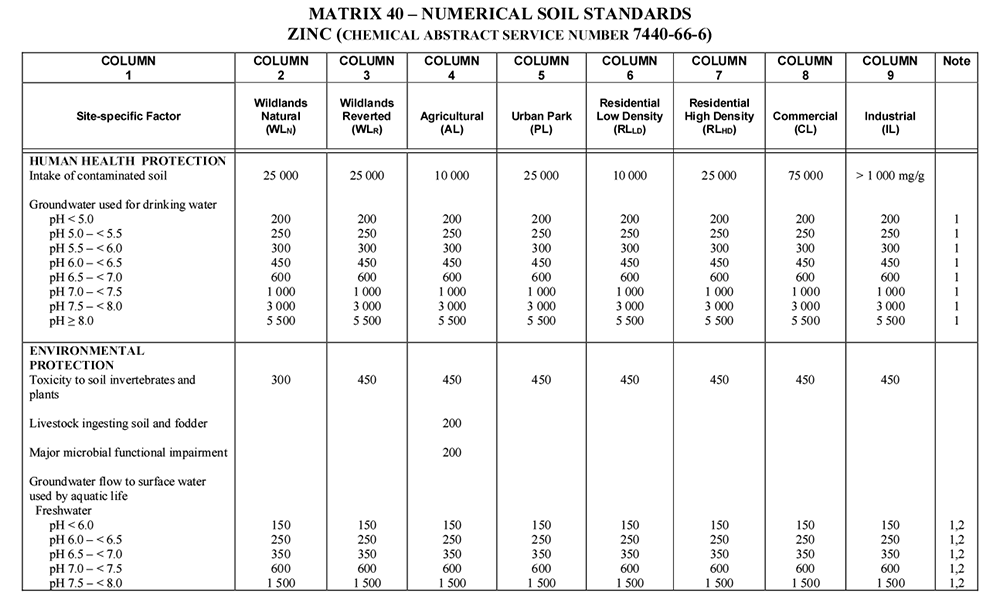 MATRIX 40 – NUMERICAL SOIL STANDARDS
ZINC (CHEMICAL ABSTRACT SERVICE NUMBER 7440-66-6)
COLUMN 1 COLUMN 2 COLUMN 3 COLUMN 4 COLUMN 5 COLUMN 6 COLUMN 7 COLUMN 8 COLUMN 9 Note
Site-specific Factor Wildlands Natural (WLN) Wildlands Reverted (WLR) Agricultural (AL) Urban Park (PL) Residential Low Density (RLLD) Residential High Density (RLHD) Commercial (CL) Industrial (IL)
HUMAN HEALTH PROTECTION
Intake of contaminated soil 25 000 25 000 10 000 25 000 10 000 25 000 75 000 > 1 000 mg/g
Groundwater used for drinking water
pH < 5.0 200 200 200 200 200 200 200 200 1
pH 5.0 – < 5.5 250 250 250 250 250 250 250 250 1
pH 5.5 – < 6.0 300 300 300 300 300 300 300 300 1
pH 6.0 – < 6.5 450 450 450 450 450 450 450 450 1
pH 6.5 – < 7.0 600 600 600 600 600 600 600 600 1
pH 7.0 – < 7.5 1 000 1 000 1 000 1 000 1 000 1 000 1 000 1 000 1
pH 7.5 – < 8.0 3 000 3 000 3 000 3 000 3 000 3 000 3 000 3 000 1
pH ≥ 8.0 5 500 5 500 5 500 5 500 5 500 5 500 5 500 5 500 1
ENVIRONMENTAL
PROTECTION
Toxicity to soil invertebrates and 300 450 450 450 450 450 450 450
plants
Livestock ingesting soil and fodder 200
Major microbial functional impairment 200
Groundwater flow to surface water
used by aquatic life
Freshwater
pH < 6.0 150 150 150 150 150 150 150 150 1,2
pH 6.0 – < 6.5 250 250 250 250 250 250 250 250 1,2
pH 6.5 – < 7.0 350 350 350 350 350 350 350 350 1,2
pH 7.0 – < 7.5 600 600 600 600 600 600 600 600 1,2
pH 7.5 – < 8.0 1 500 1 500 1 500 1 500 1 500 1 500 1 500 1 500 1,2